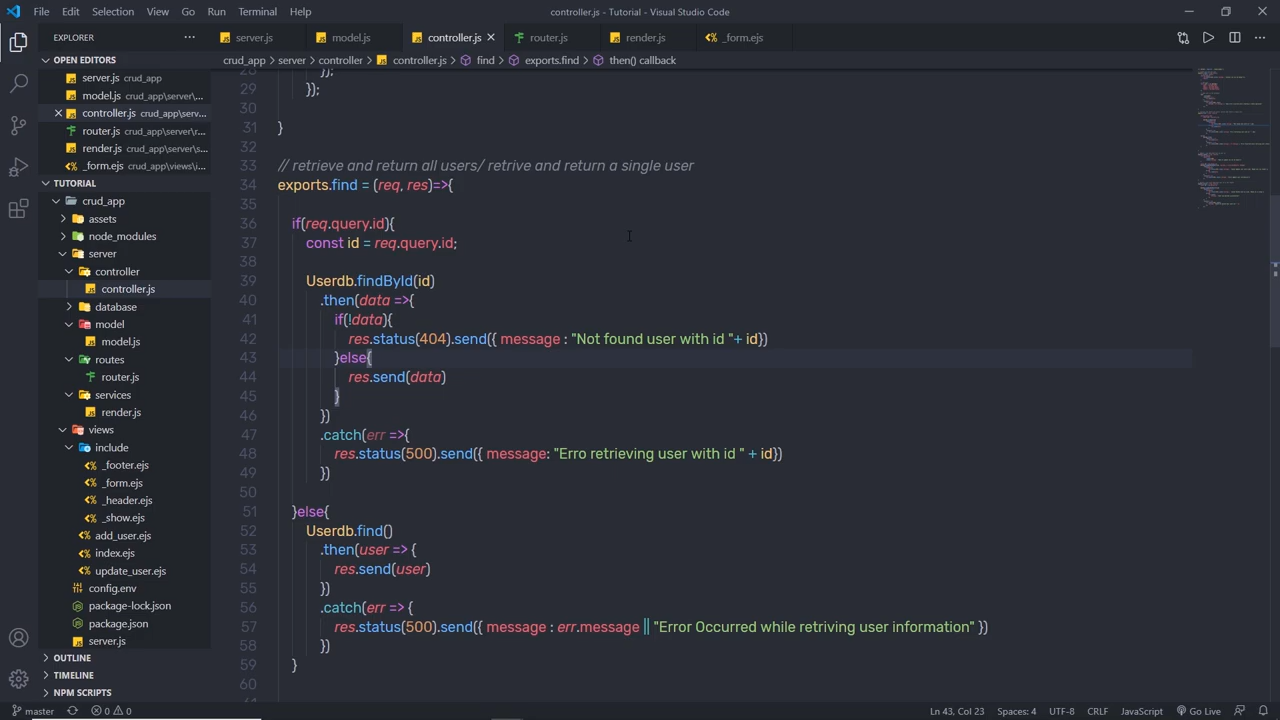 File Edit Selection View Go Run Terminal Help controller.js - Tutorial - Visual Studio Code
EXPLORER
server.js model.js controller.js router.js render.js _form.ejs
OPEN EDITORS
server.js crud_app
model.js crud_app\server\...
controller.js crud_app\serv...
router.js crud_app\server\r...
render.js crud_app\server\s...
_form.ejs crud_app\views\i...
TUTORIAL
crud_app
assets
node_modules
server
controller
controller.js
database
model
model.js
routes
router.js
services
render.js
views
include
_footer.ejs
_form.ejs
_header.ejs
_show.ejs
add_user.ejs
index.ejs
update_user.ejs
config.env
package-lock.json
package.json
server.js
OUTLINE
TIMELINE
NPM SCRIPTS
crud_app > server > controller > controller.js > find > exports.find > then() callback
28 });
29 });
30
31 }
32
33 // retrieve and return all users/ retrive and return a single user
34 exports.find = (req, res)=>{
35
36 if(req.query.id){
37 const id = req.query.id;
38
39 Userdb.findById(id)
40 .then(data =>{
41 if(!data){
42 res.status(404).send({ message : "Not found user with id "+ id})
43 }else{
44 res.send(data)
45 }
46 })
47 .catch(err =>{
48 res.status(500).send({ message: "Erro retrieving user with id " + id})
49 })
50
51 }else{
52 Userdb.find()
53 .then(user => {
54 res.send(user)
55 })
56 .catch(err => {
57 res.status(500).send({ message : err.message || "Error Occurred while retriving user information" })
58 })
59 }
60
master 0 0 Ln 43, Col 23 Spaces: 4 UTF-8 CRLF JavaScript Go Live